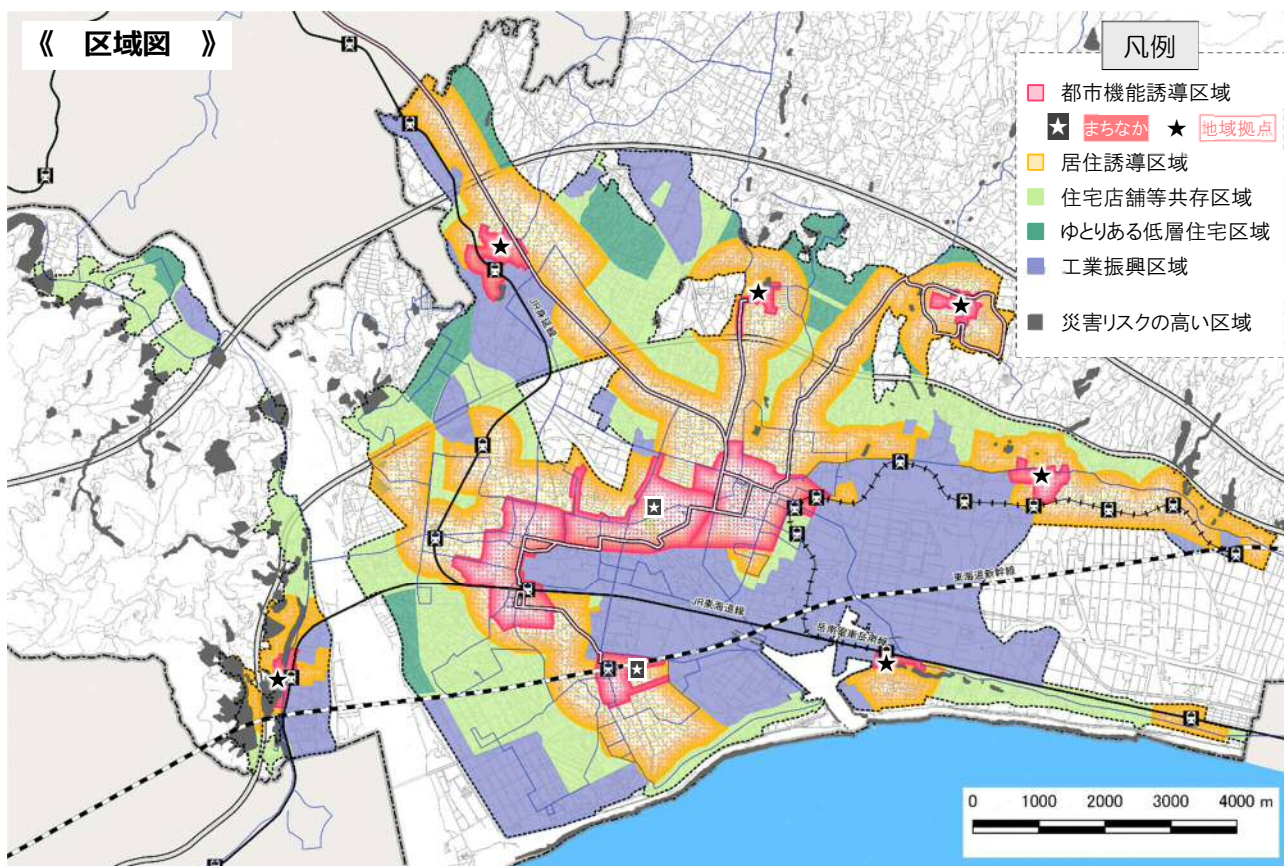 《 区域図 》
凡例
都市機能誘導区域
★ まちなか ★ 地域拠点
居住誘導区域
住宅店舗等共存区域
ゆとりある低層住宅区域
工業振興区域
災害リスクの高い区域
JR身延線
東海道新幹線
JR東海道線
岳南電車岳南線
0 1000 2000 3000 4000 m